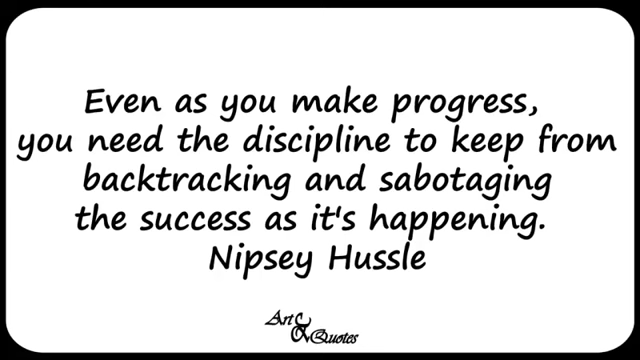 Even as you make progress,
you need the discipline to keep from
backtracking and sabotaging
the success as it's happening.
Nipsey Hussle
Art & Quotes